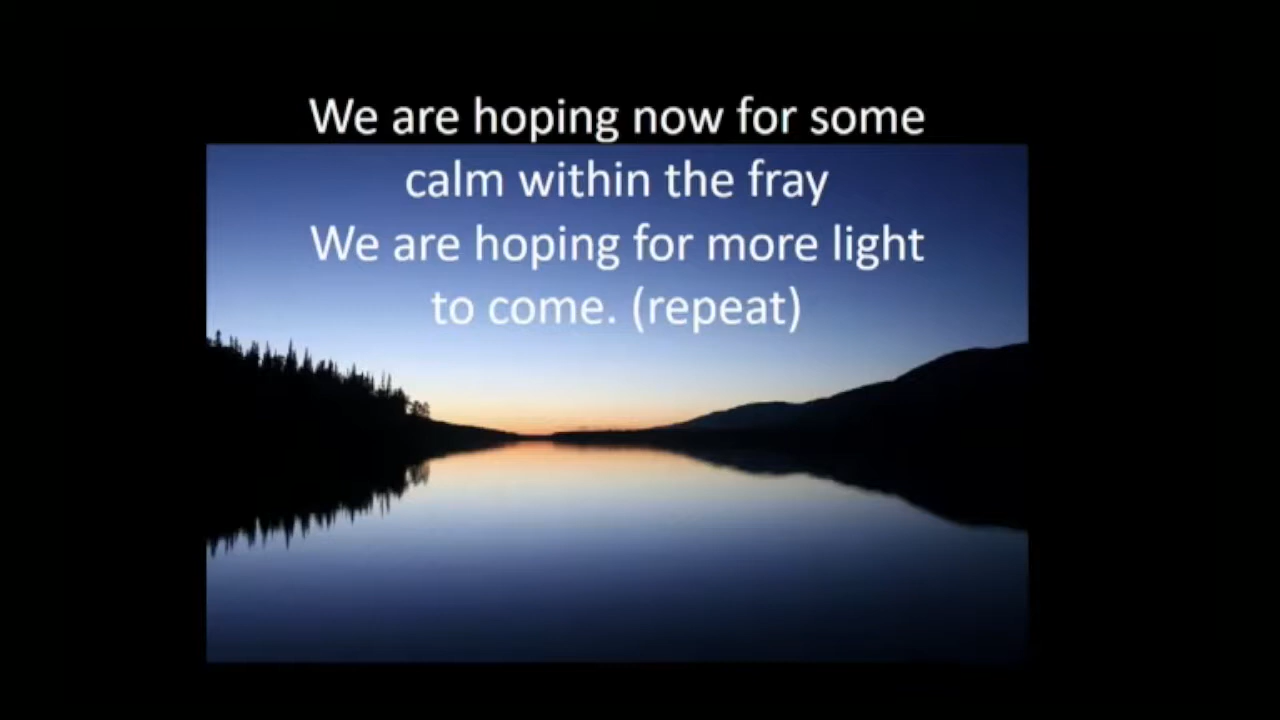 We are hoping now for some
calm within the fray
We are hoping for more light
to come. (repeat)